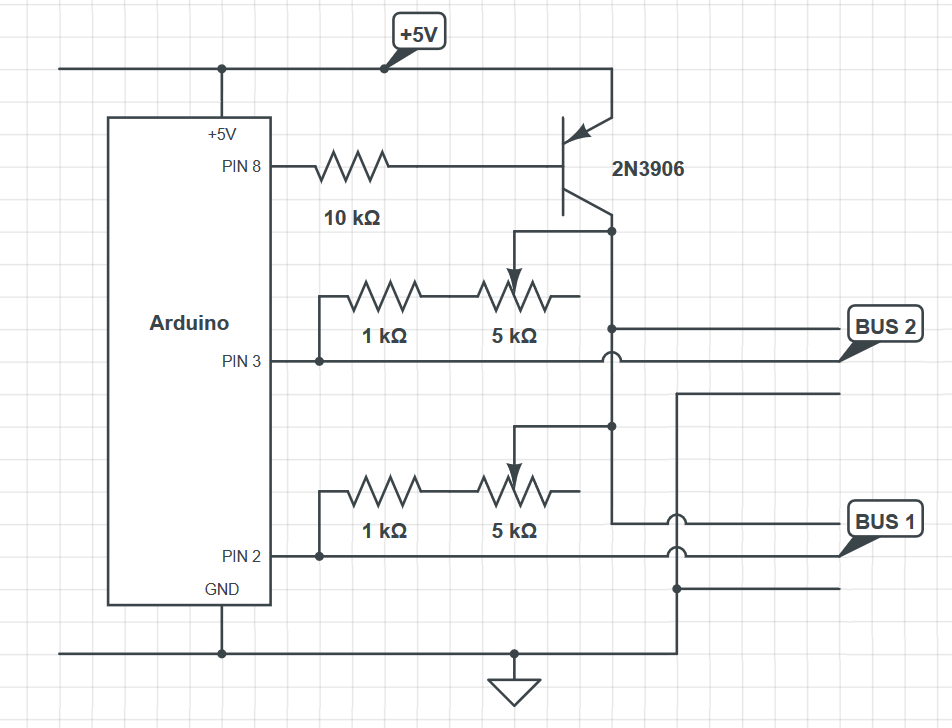 +5V
+5V
PIN 8
2N3906
10 kΩ
Arduino
1 kΩ
5 kΩ
BUS 2
PIN 3
1 kΩ
5 kΩ
BUS 1
PIN 2
GND